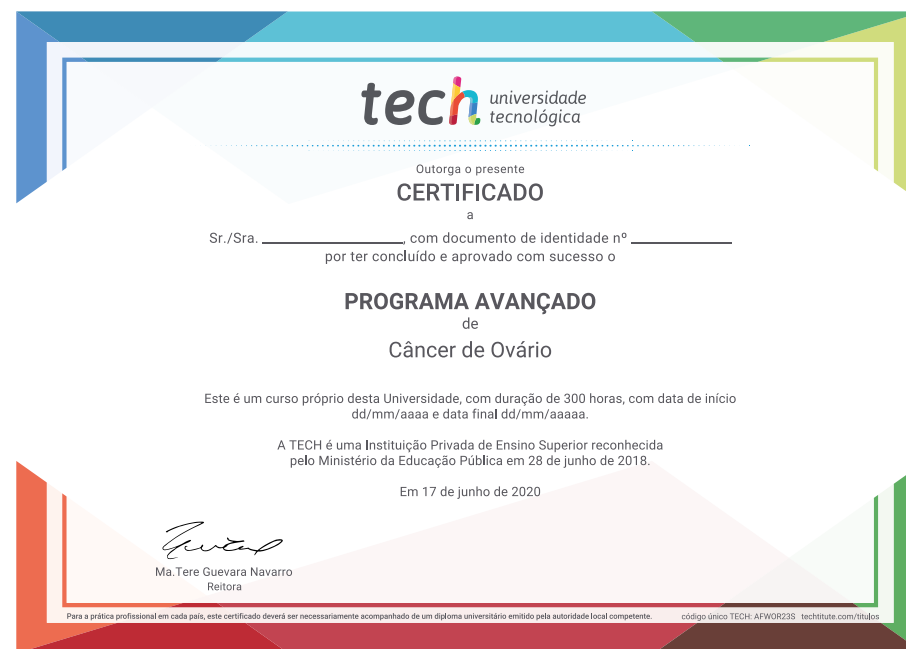 tech universidade
tecnológica
Outorga o presente
CERTIFICADO
a
Sr./Sra. ________________, com documento de identidade nº ____________
por ter concluído e aprovado com sucesso o
PROGRAMA AVANÇADO
de
Câncer de Ovário
Este é um curso próprio desta Universidade, com duração de 300 horas, com data de início
dd/mm/aaaa e data final dd/mm/aaaaa.
A TECH é uma Instituição Privada de Ensino Superior reconhecida
pelo Ministério da Educação Pública em 28 de junho de 2018.
Em 17 de junho de 2020
Ma.Tere Guevara Navarro
Reitora
Para a prática profissional em cada país, este certificado deverá ser necessariamente acompanhado de um diploma universitário emitido pela autoridade local competente. código único TECH: AFWOR23S techtitute.com/titulos